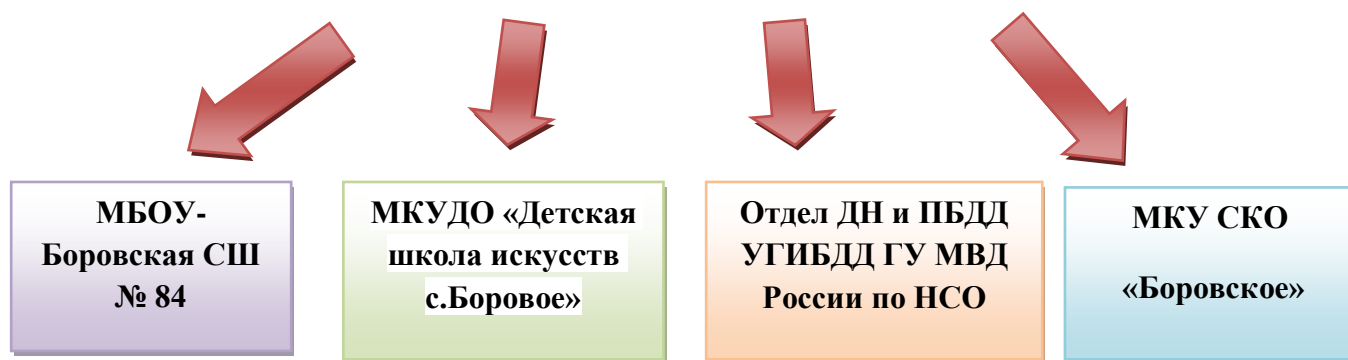 МБОУ-
Боровская СШ
№ 84
МКУДО «Детская
школа искусств
с.Боровое»
Отдел ДН и ПБДД
УГИБДД ГУ МВД
России по НСО
МКУ СКО
«Боровское»